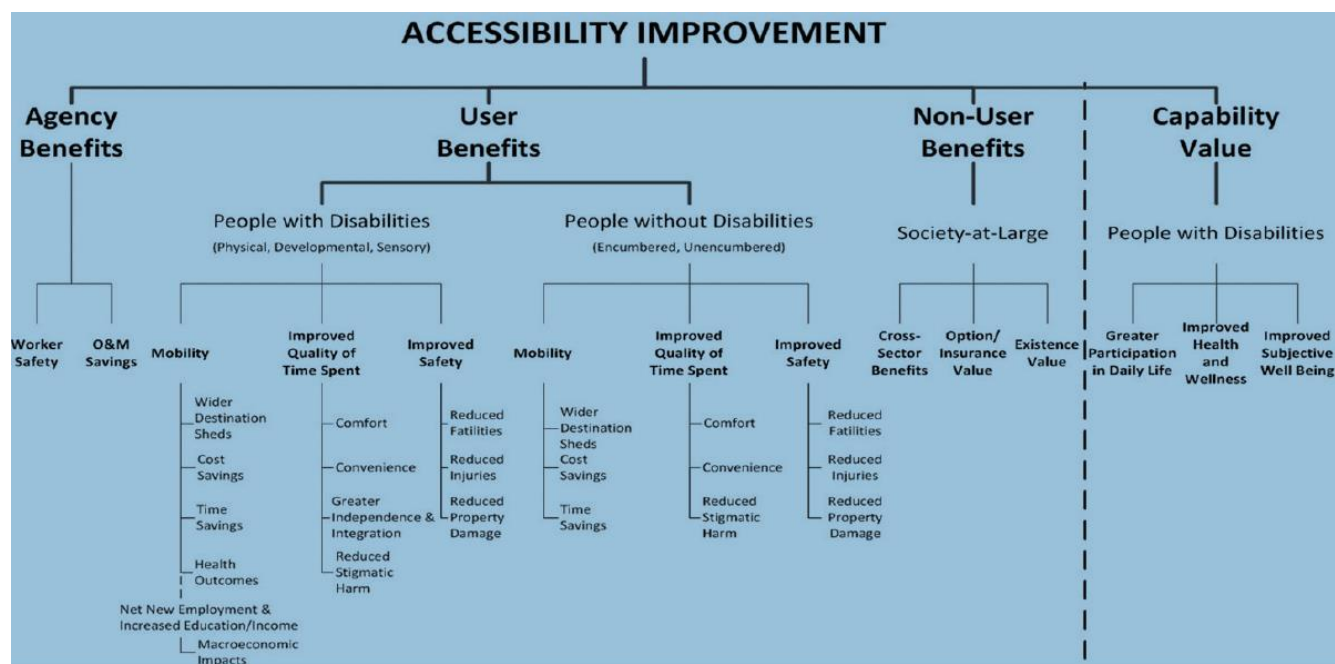 ACCESSIBILITY IMPROVEMENT
Agency
Benefits
User
Benefits
Non-User
Benefits
Capability
Value
People with Disabilities
(Physical, Developmental, Sensory)
People without Disabilities
(Encumbered, Unencumbered)
Society-at-Large
People with Disabilities
Worker
Safety
O&M
Savings
Mobility
Improved
Quality of
Time Spent
Improved
Safety
Mobility
Improved
Quality of
Time Spent
Improved
Safety
Cross-
Sector
Benefits
Option/
Insurance
Value
Existence
Value
Greater
Participation
in Daily Life
Improved
Health
and
Wellness
Improved
Subjective
Well Being
Wider
Destination
Sheds
Cost
Savings
Time
Savings
Health
Outcomes
Net New Employment &
Increased Education/Income
Macroeconomic
Impacts
Comfort
Convenience
Greater
Independence &
Integration
Reduced
Stigmatic
Harm
Reduced
Fatilities
Reduced
Injuries
Reduced
Property
Damage
Wider
Destination
Sheds
Cost
Savings
Time
Savings
Comfort
Convenience
Reduced
Stigmatic
Harm
Reduced
Fatilities
Reduced
Injuries
Reduced
Property
Damage